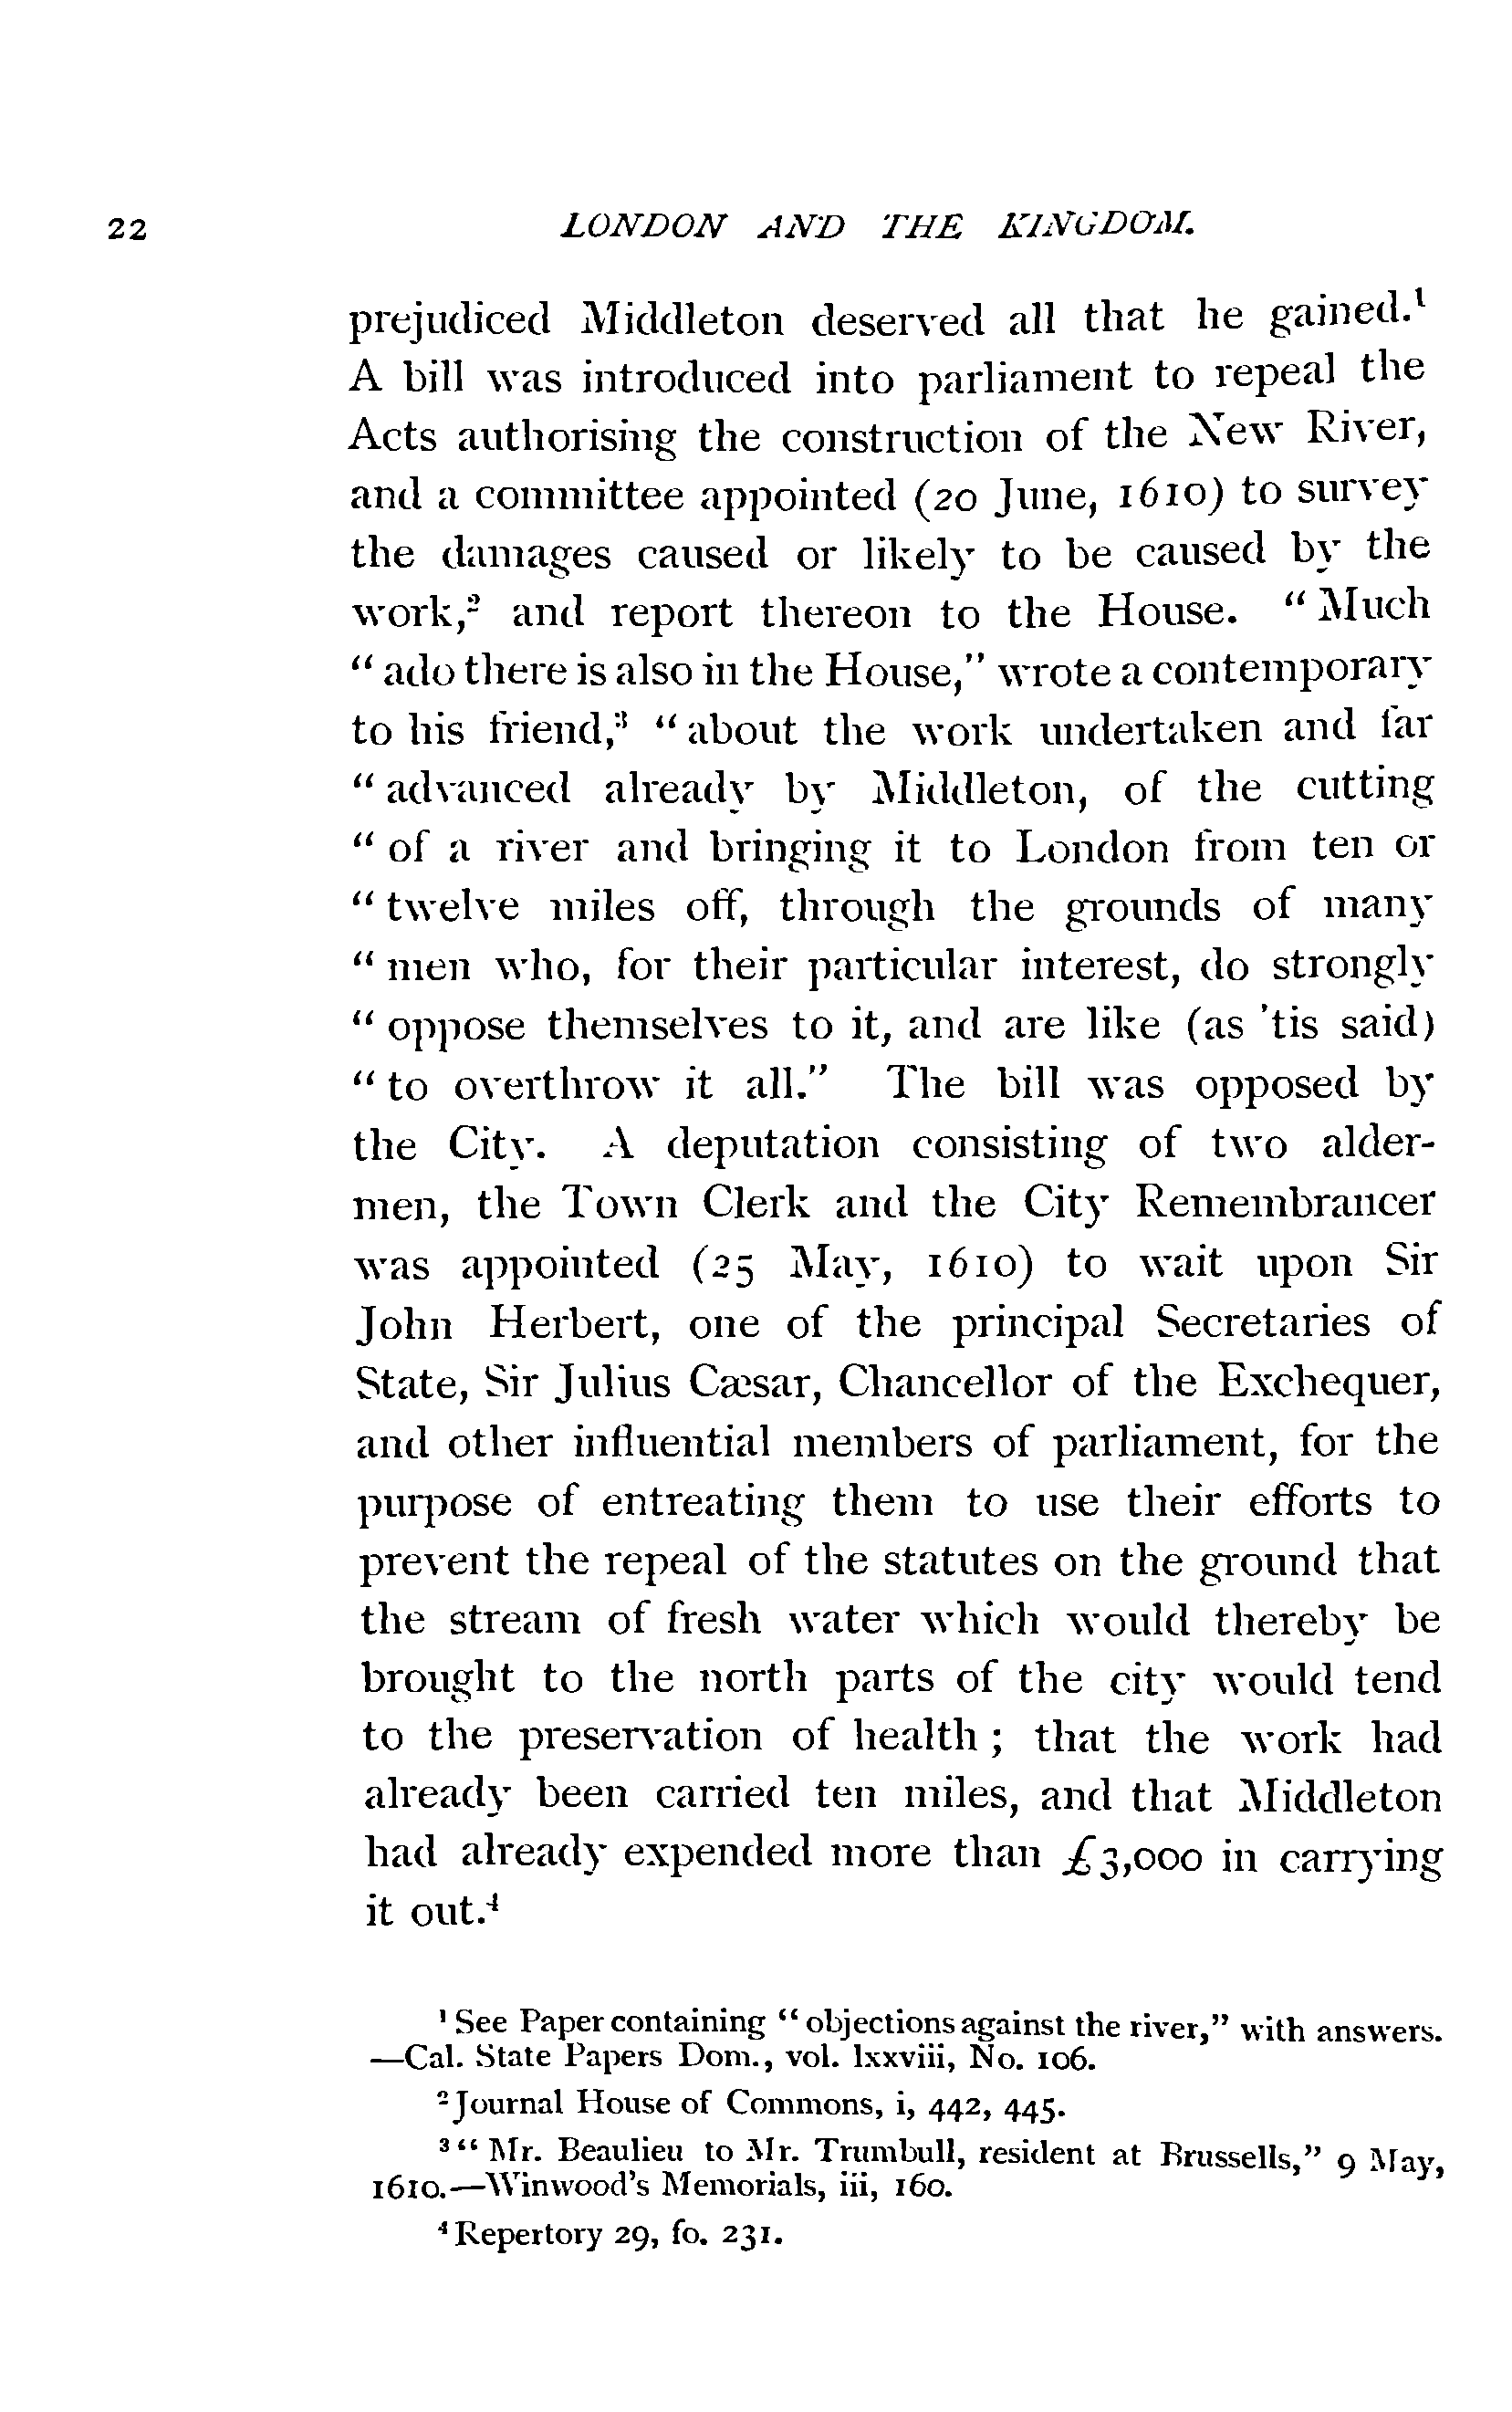 22 LONDON AND THE KINGDOM.
prejudiced Middleton deserved all that he gained.¹
A bill was introduced into parliament to repeal the
Acts authorising the construction of the New River,
and a committee appointed (20 June, 1610) to survey
the damages caused or likely to be caused by the
work,² and report thereon to the House. “Much
“ado there is also in the House,” wrote a contemporary
to his friend,³ “about the work undertaken and far
“advanced already by Middleton, of the cutting
“of a river and bringing it to London from ten or
“twelve miles off, through the grounds of many
“men who, for their particular interest, do strongly
“oppose themselves to it, and are like (as ’tis said)
“to overthrow it all.” The bill was opposed by
the City. A deputation consisting of two alder-
men, the Town Clerk and the City Remembrancer
was appointed (25 May, 1610) to wait upon Sir
John Herbert, one of the principal Secretaries of
State, Sir Julius Cæsar, Chancellor of the Exchequer,
and other influential members of parliament, for the
purpose of entreating them to use their efforts to
prevent the repeal of the statutes on the ground that
the stream of fresh water which would thereby be
brought to the north parts of the city would tend
to the preservation of health; that the work had
already been carried ten miles, and that Middleton
had already expended more than £3,000 in carrying
it out.⁴
¹ See Paper containing “objections against the river,” with answers.
—Cal. State Papers Dom., vol. lxxviii, No. 106.
² Journal House of Commons, i, 442, 445.
³ “Mr. Beaulieu to Mr. Trumbull, resident at Brussells,” 9 May,
1610.—Winwood’s Memorials, iii, 160.
⁴ Repertory 29, fo. 231.